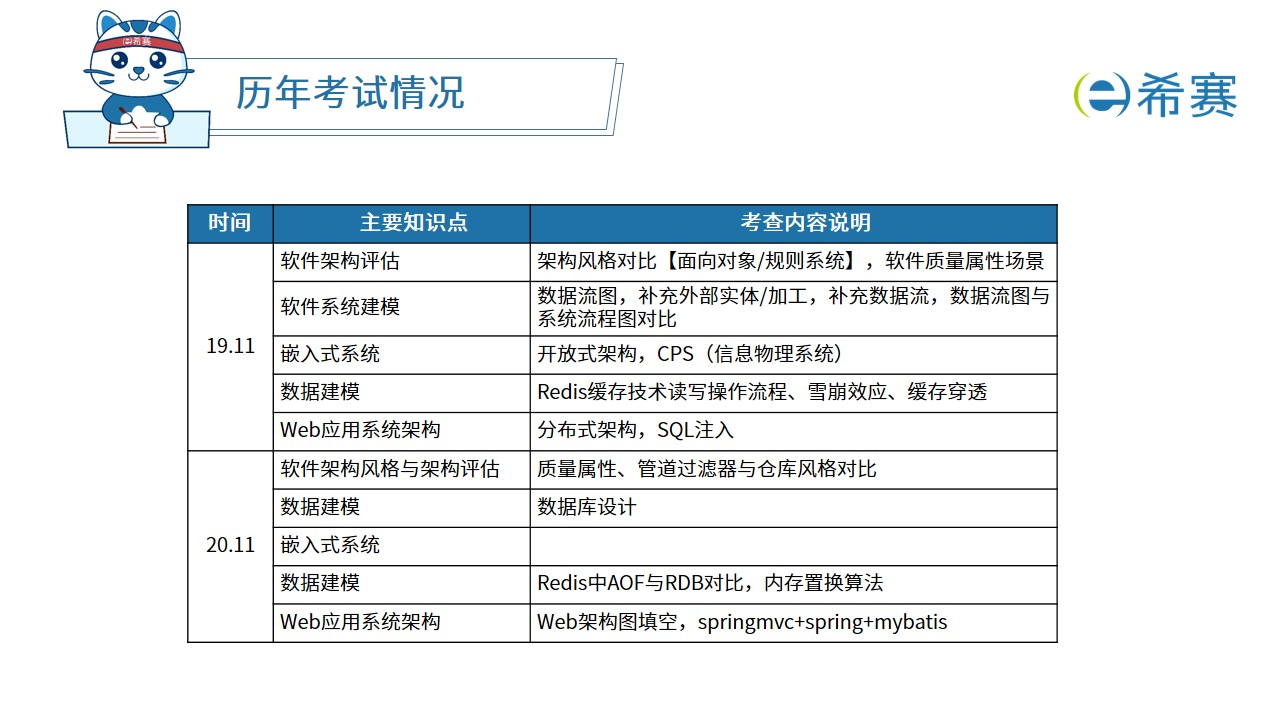 希赛
历年考试情况
希赛
时间 主要知识点 考查内容说明
19.11
软件架构评估 架构风格对比【面向对象/规则系统】，软件质量属性场景
软件系统建模 数据流图，补充外部实体/加工，补充数据流，数据流图与
系统流程图对比
嵌入式系统 开放式架构，CPS（信息物理系统）
数据建模 Redis缓存技术读写操作流程、雪崩效应、缓存穿透
Web应用系统架构 分布式架构，SQL注入
20.11
软件架构风格与架构评估 质量属性、管道过滤器与仓库风格对比
数据建模 数据库设计
嵌入式系统
数据建模 Redis中AOF与RDB对比，内存置换算法
Web应用系统架构 Web架构图填空，springmvc+spring+mybatis